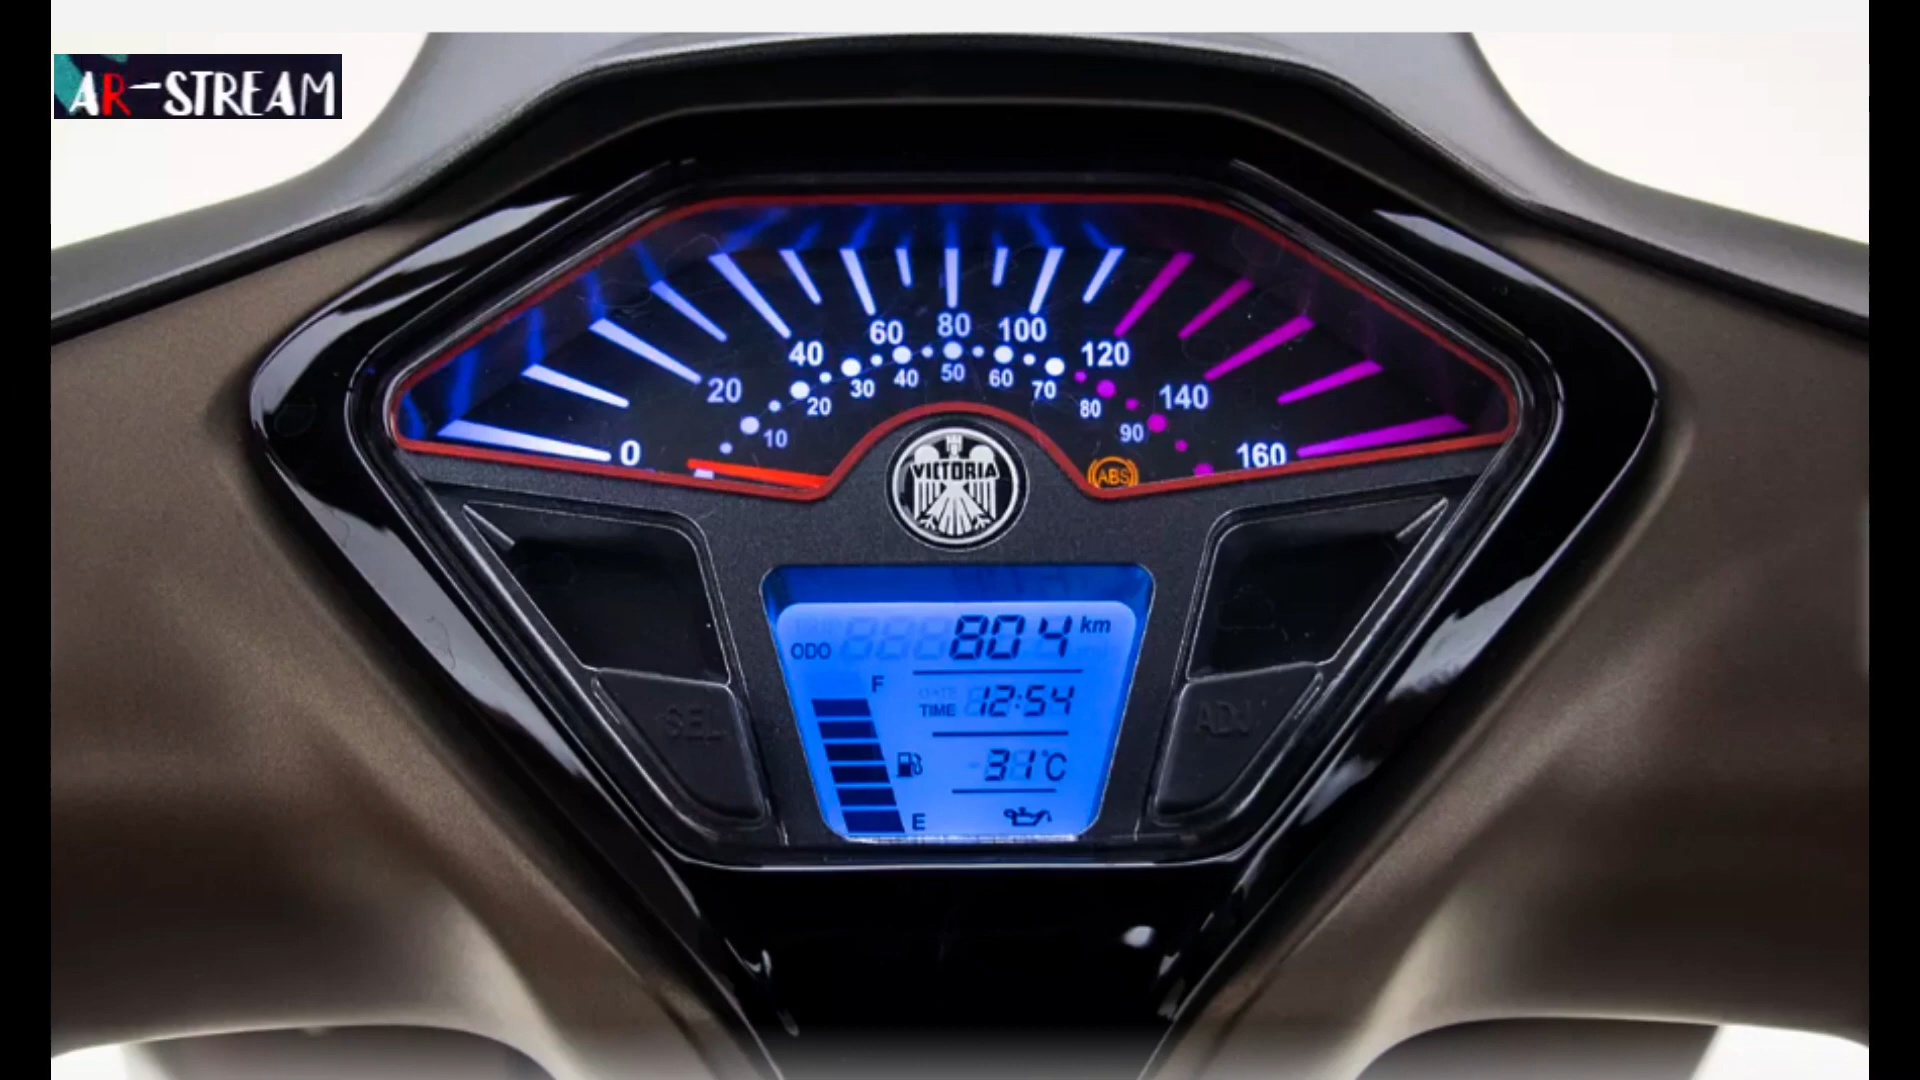 AR-STREAM
60 80 100
40 120
20 140
0 160
10 20 30 40 50 60 70 80 90
ABS
VICTORIA
ODO 804 km
F
TIME 12:54
31°C
E
SEL
ADJ